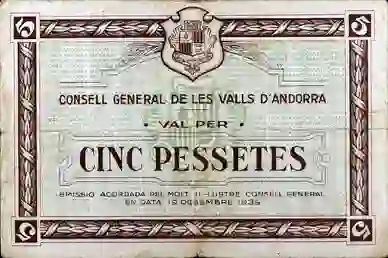 5 5
CONSELL GENERAL DE LES VALLS D'ANDORRA
• VAL PER •
CINC PESSETES
EMISSIÓ ACORDADA PEL MOLT IL·LUSTRE CONSELL GENERAL
EN DATA 19 DESEMBRE 1936
5 5